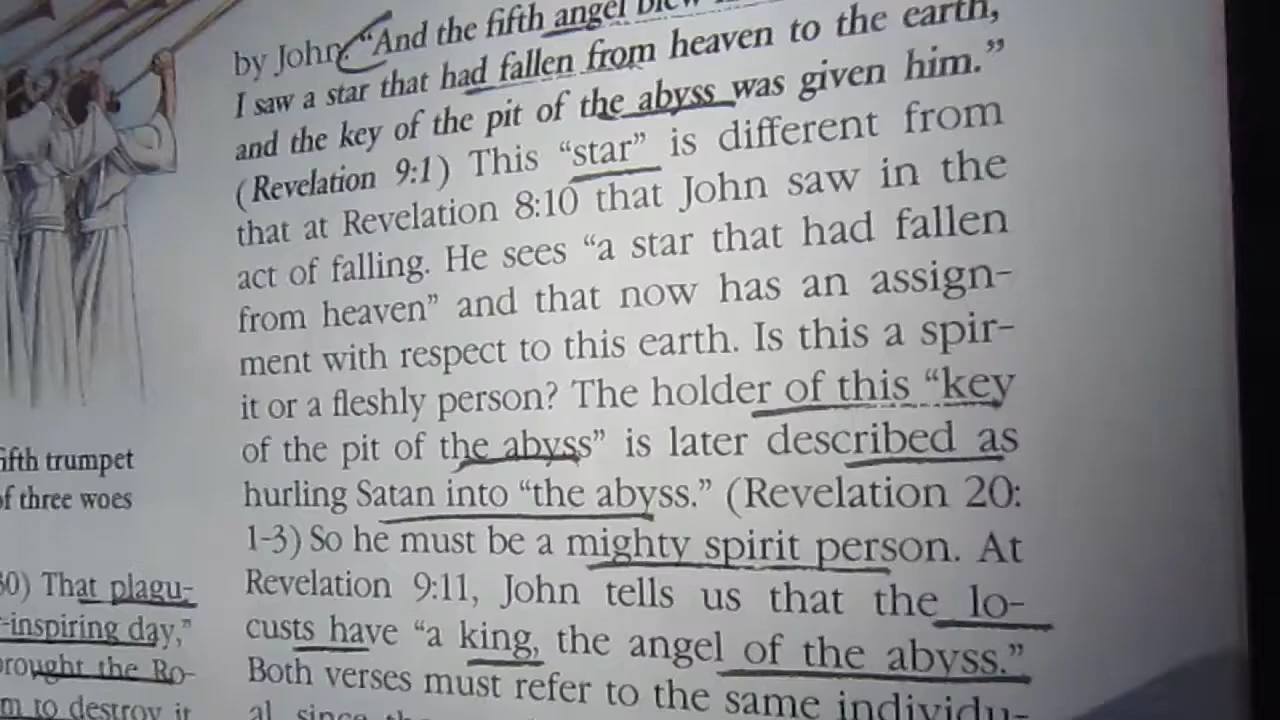 by John: “And the fifth angel blew
I saw a star that had fallen from heaven to the earth,
and the key of the pit of the abyss was given him.”
(Revelation 9:1) This “star” is different from
that at Revelation 8:10 that John saw in the
act of falling. He sees “a star that had fallen
from heaven” and that now has an assign-
ment with respect to this earth. Is this a spir-
it or a fleshly person? The holder of this “key
of the pit of the abyss” is later described as
hurling Satan into “the abyss.” (Revelation 20:
1-3) So he must be a mighty spirit person. At
Revelation 9:11, John tells us that the lo-
custs have “a king, the angel of the abyss.”
Both verses must refer to the same individu-
al since
ifth trumpet
of three woes
30) That plagu-
-inspiring day,”
rought the Ro-
m to destroy it